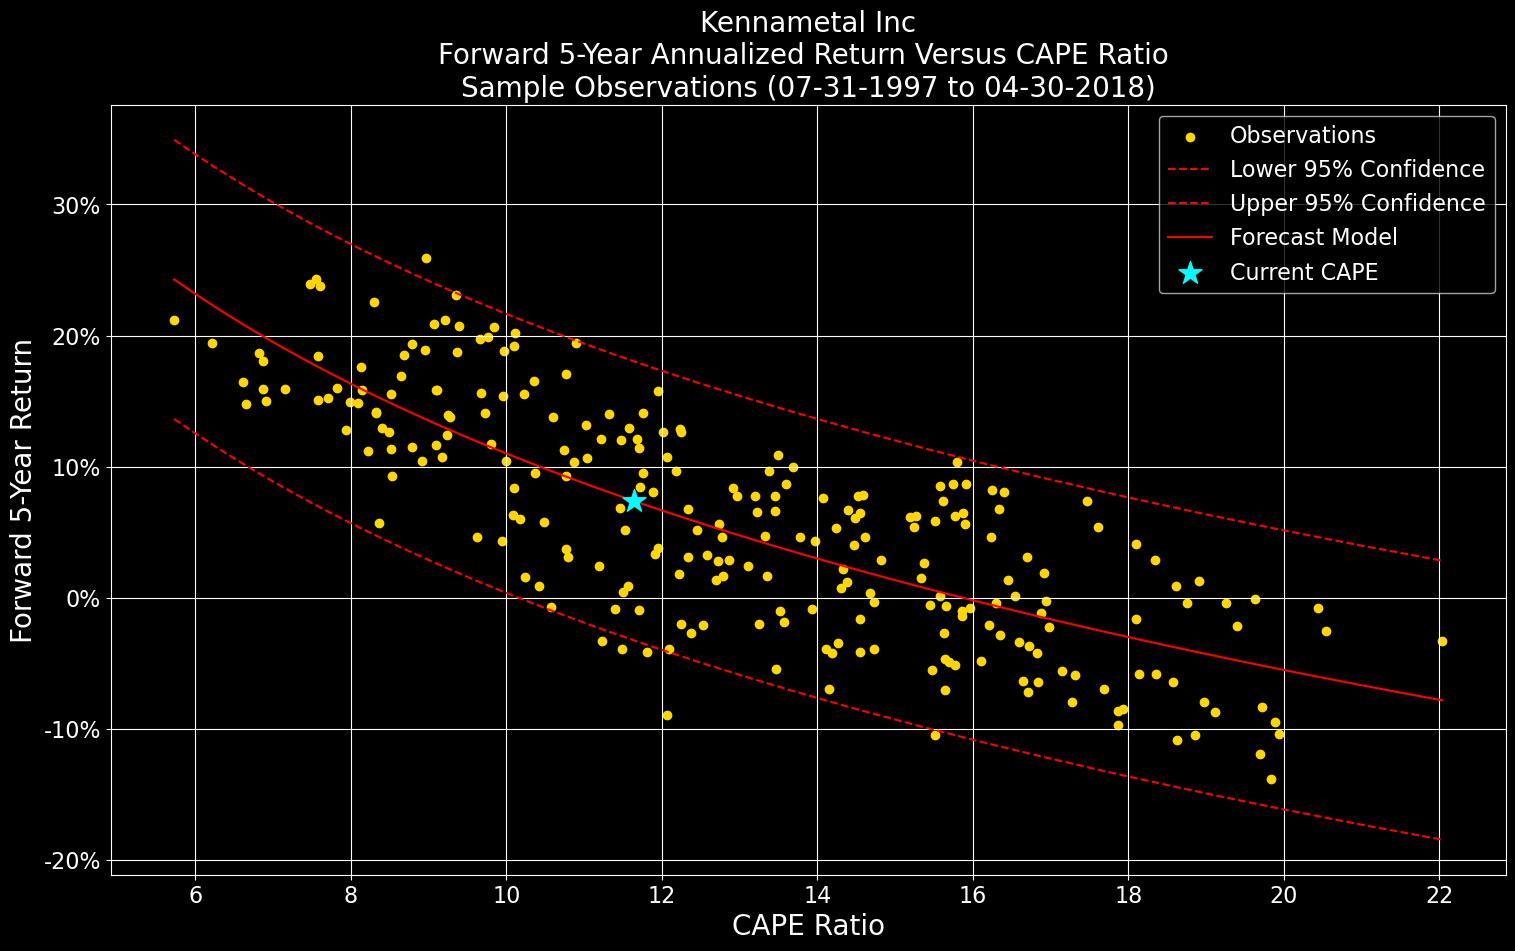 Kennametal Inc
Forward 5-Year Annualized Return Versus CAPE Ratio
Sample Observations (07-31-1997 to 04-30-2018)
Observations
Lower 95% Confidence
Upper 95% Confidence
Forecast Model
Current CAPE
Forward 5-Year Return
30%
20%
10%
0%
-10%
-20%
6 8 10 12 14 16 18 20 22
CAPE Ratio